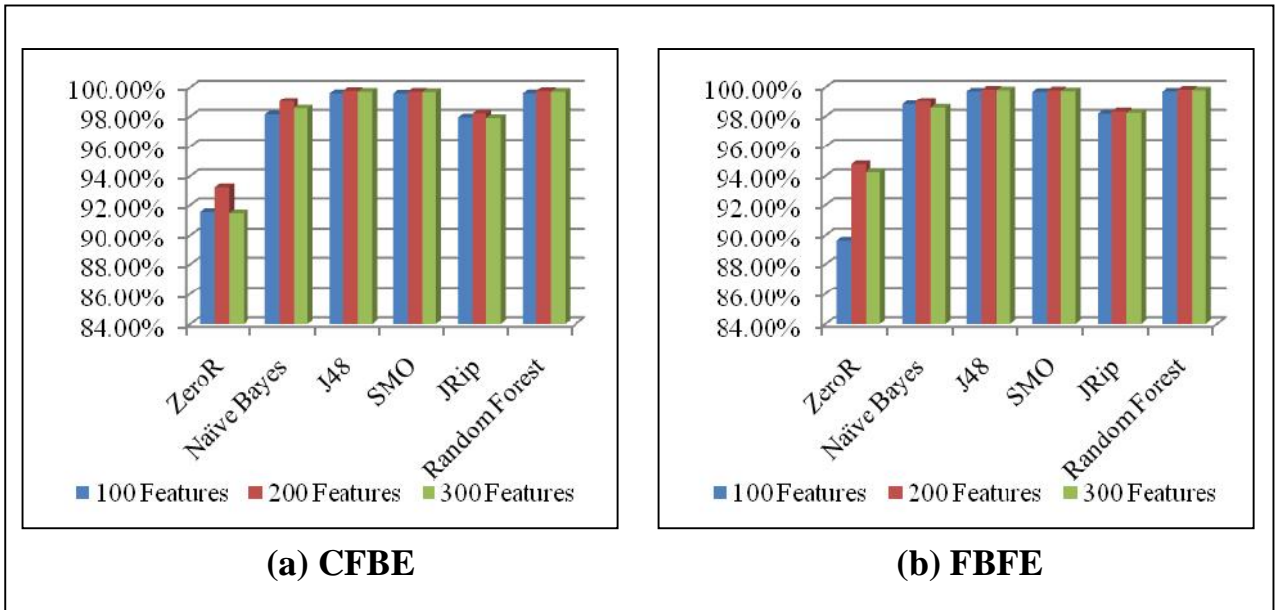 100.00%
98.00%
96.00%
94.00%
92.00%
90.00%
88.00%
86.00%
84.00%
ZeroR
Naïve Bayes
J48
SMO
JRip
Random Forest
100 Features 200 Features 300 Features
(a) CFBE
100.00%
98.00%
96.00%
94.00%
92.00%
90.00%
88.00%
86.00%
84.00%
ZeroR
Naïve Bayes
J48
SMO
JRip
Random Forest
100 Features 200 Features 300 Features
(b) FBFE